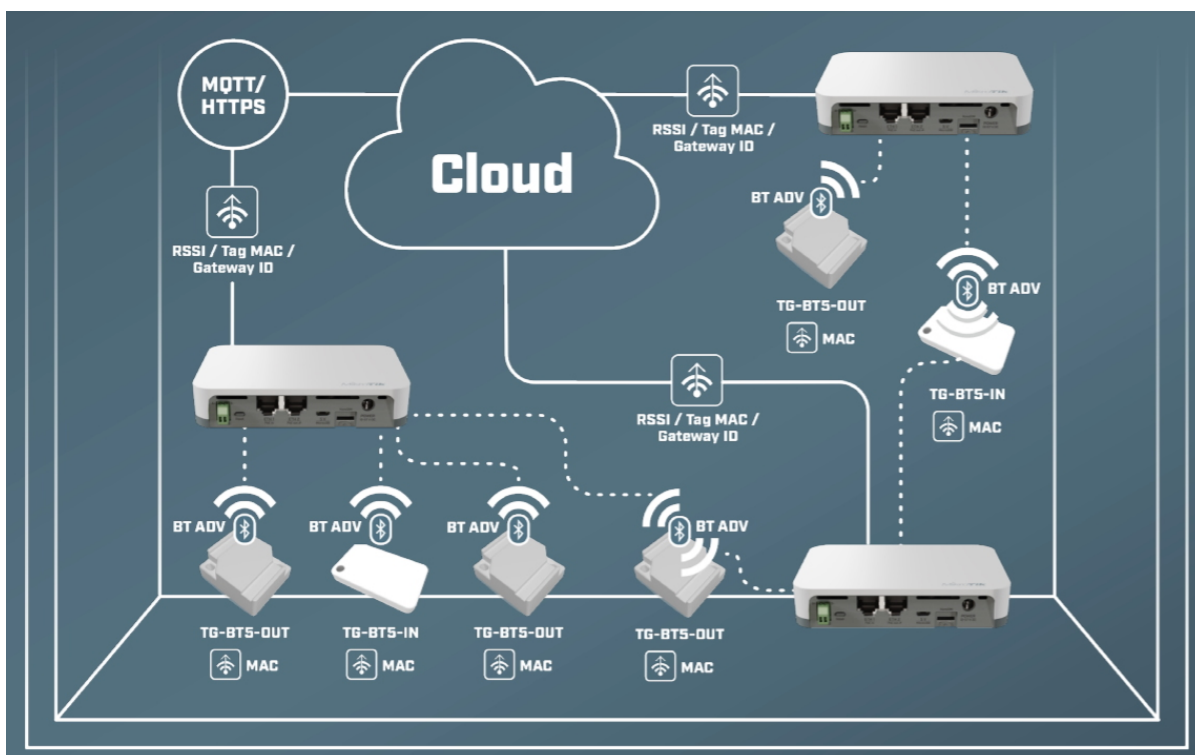 MQTT/
HTTPS
Cloud
RSSI / Tag MAC /
Gateway ID
BT ADV
TG-BT5-OUT
MAC
BT ADV
TG-BT5-IN
MAC
RSSI / Tag MAC /
Gateway ID
RSSI / Tag MAC /
Gateway ID
BT ADV
TG-BT5-OUT
MAC
BT ADV
TG-BT5-IN
MAC
BT ADV
TG-BT5-OUT
MAC
BT ADV
TG-BT5-OUT
MAC